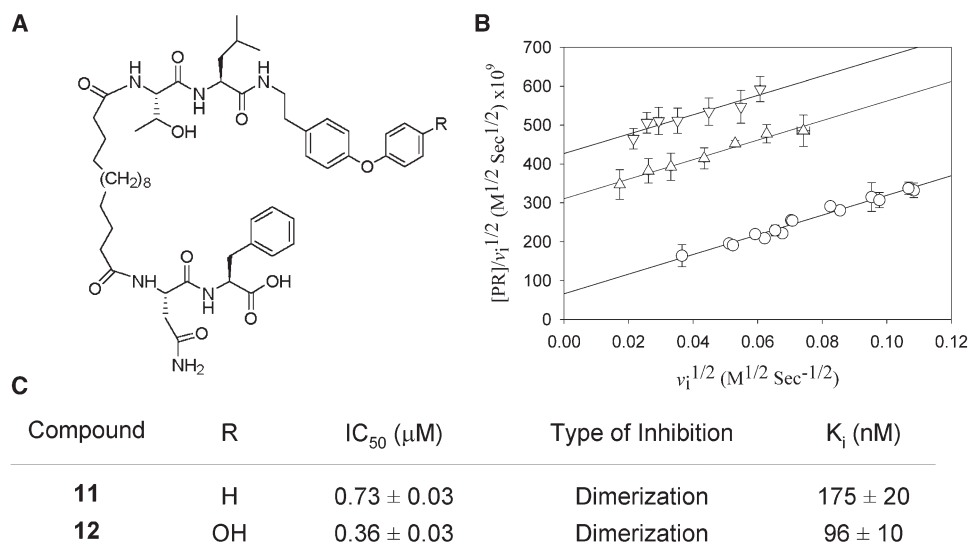 A
O
H
N
O
N
H
O
H
N
OH
O
R
(CH2)8
O
NH
O
N
H
O
OH
O
NH2
B
[PR]/vi1/2 (M1/2 Sec1/2) x109
700
600
500
400
300
200
100
0
0.00 0.02 0.04 0.06 0.08 0.10 0.12
vi1/2 (M1/2 Sec-1/2)
C
Compound R IC50 (μM) Type of Inhibition Ki (nM)
11 H 0.73 ± 0.03 Dimerization 175 ± 20
12 OH 0.36 ± 0.03 Dimerization 96 ± 10